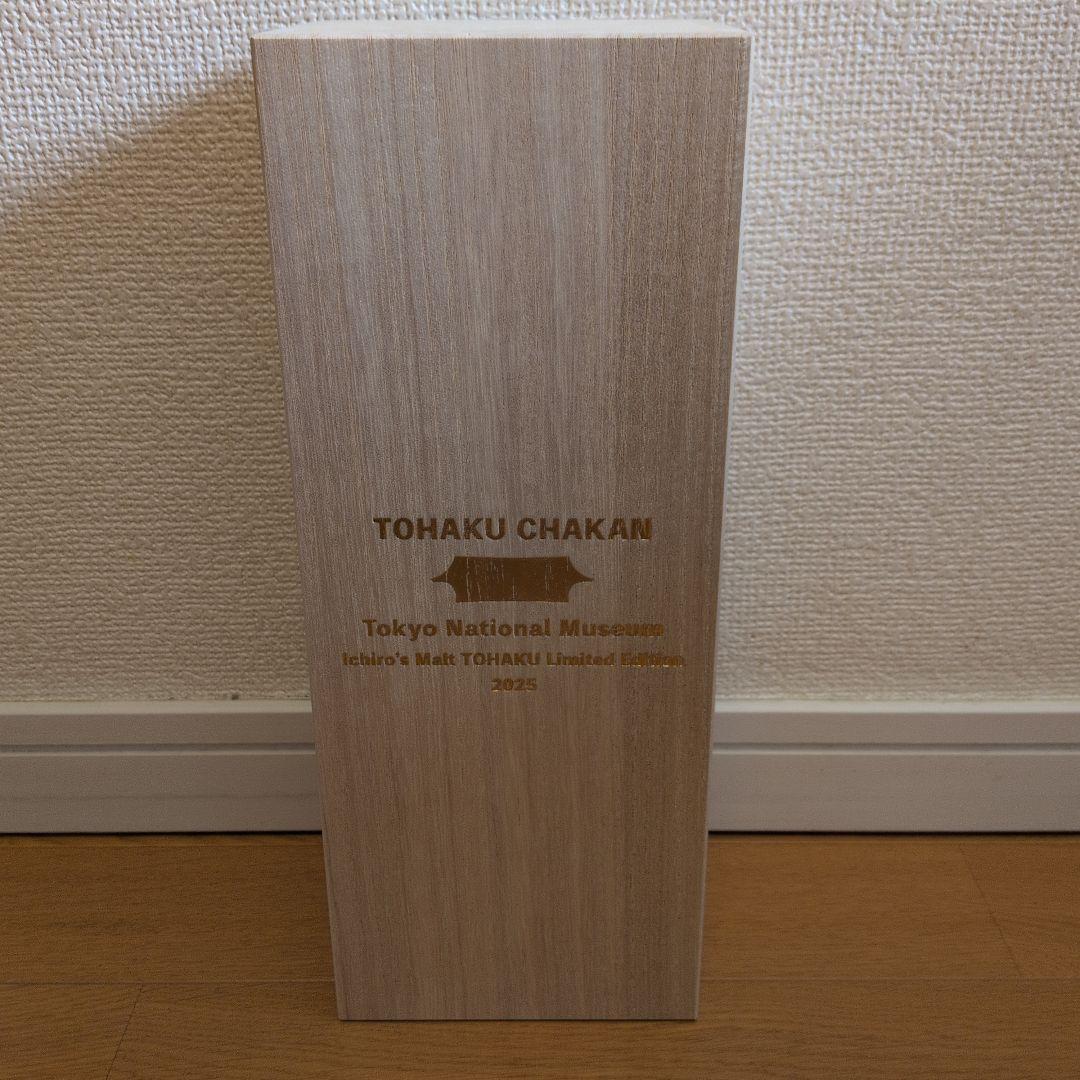 TOHAKU CHAKAN
Tokyo National Museum
Ichiro's Malt TOHAKU Limited Edition
2025